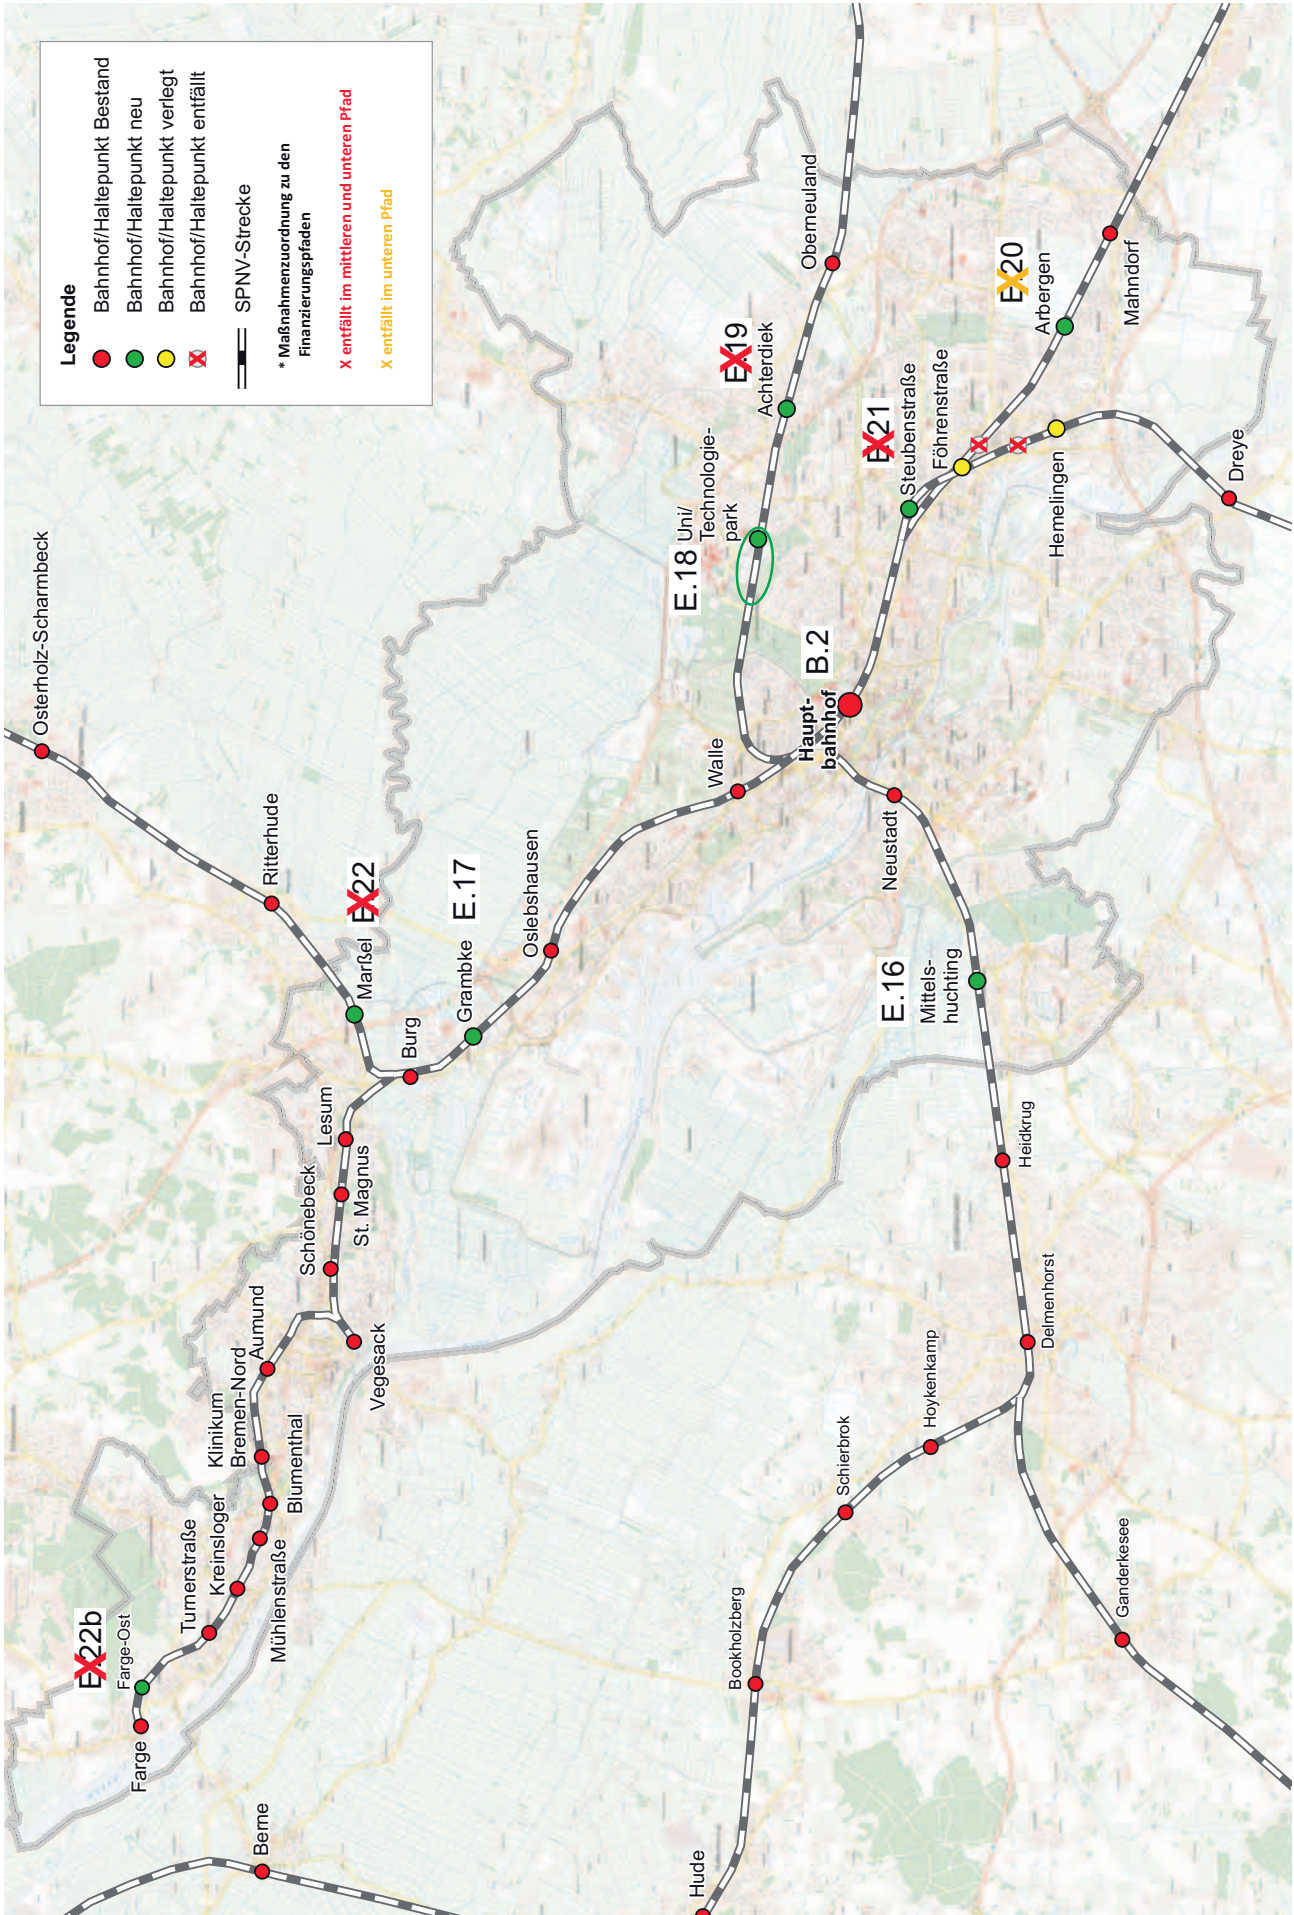 Legende
Bahnhof/Haltepunkt Bestand
Bahnhof/Haltepunkt neu
Bahnhof/Haltepunkt verlegt
Bahnhof/Haltepunkt entfällt
SPNV-Strecke
* Maßnahmenzuordnung zu den
Finanzierungspfaden
X entfällt im mittleren und unteren Pfad
X entfällt im unteren Pfad
Farge
E.22b
Farge-Ost
Turnerstraße
Kreinsloger
Mühlenstraße
Blumenthal
Klinikum
Bremen-Nord
Aumund
Vegesack
Schönebeck
St. Magnus
Lesum
Burg
Marßel
E.22
Ritterhude
Osterholz-Scharmbeck
Grambke
E.17
Oslebshausen
Walle
Haupt-
bahnhof
B.2
E.18
Uni/
Technologie-
park
Achterdiek
E.19
Oberneuland
E.21
Steubenstraße
Föhrenstraße
Hemelingen
Dreye
Arbergen
E.20
Mahndorf
Neustadt
E.16
Mittels-
huchting
Heidkrug
Delmenhorst
Hoykenkamp
Schierbrok
Bookholzberg
Ganderkesee
Hude
Berne